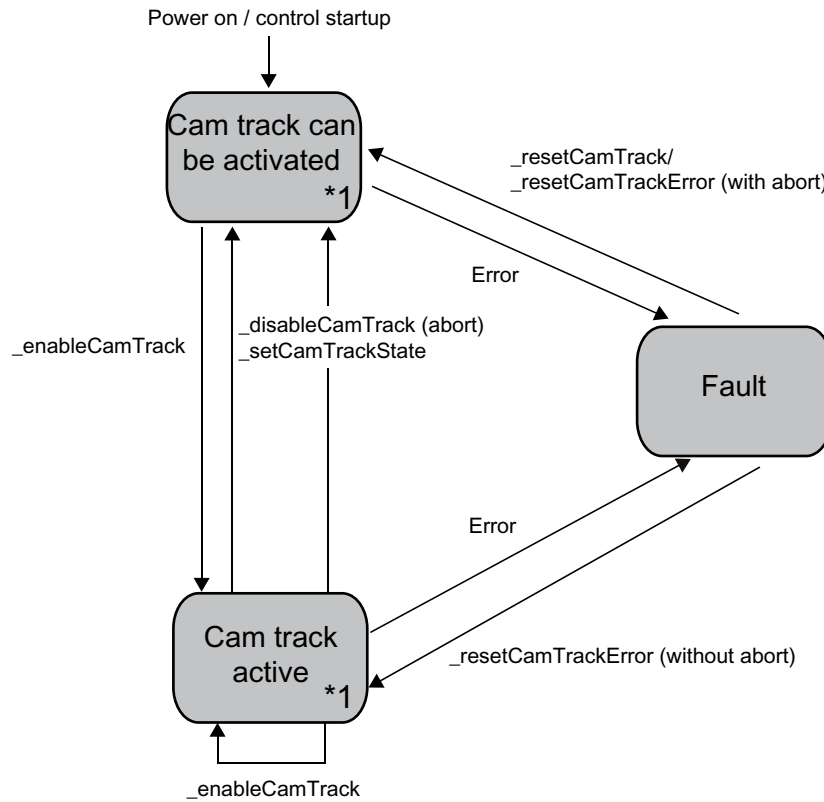 Power on / control startup
Cam track can
be activated
*1
_resetCamTrack/
_resetCamTrackError (with abort)
Error
_disableCamTrack (abort)
_setCamTrackState
_enableCamTrack
Fault
Error
Cam track
active
*1
_resetCamTrackError (without abort)
_enableCamTrack